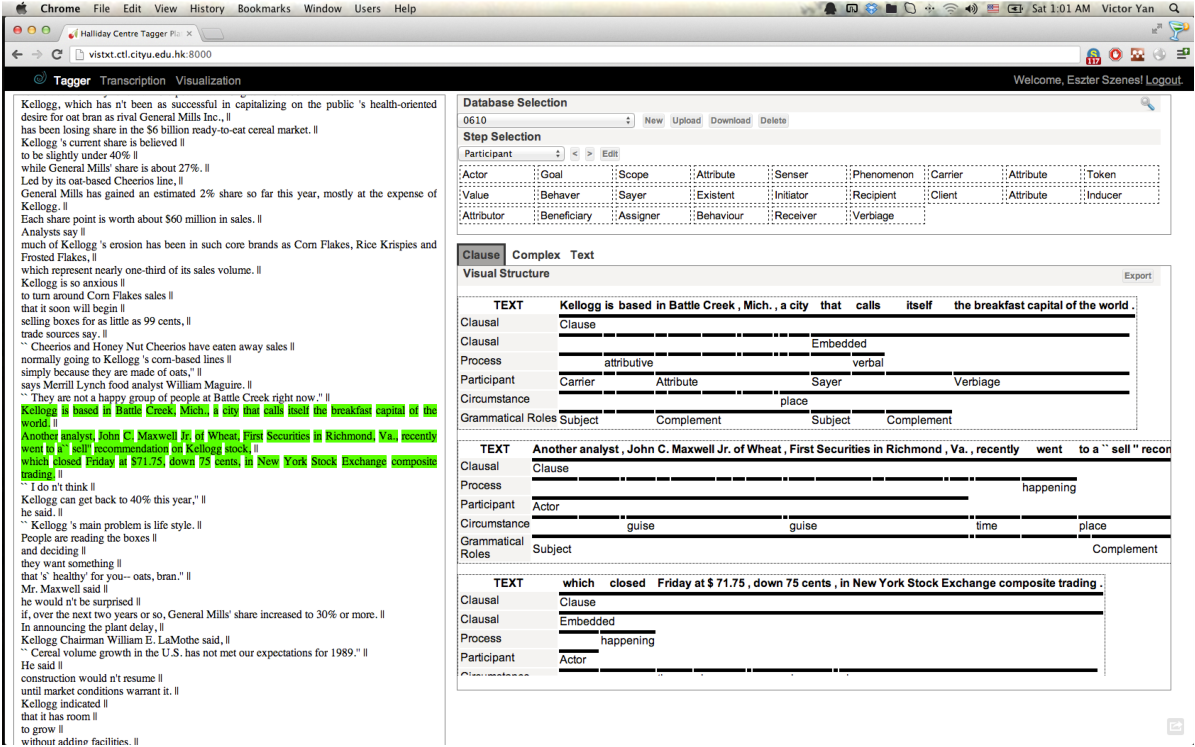 Chrome File Edit View History Bookmarks Window Users Help Sat 1:01 AM Victor Yan
Halliday Centre Tagger Pla
vistxt.ctl.cityu.edu.hk:8000
117
Tagger Transcription Visualization Welcome, Eszter Szenes! Logout.
Kellogg, which has n't been as successful in capitalizing on the public 's health-oriented
desire for oat bran as rival General Mills Inc., ||
has been losing share in the $6 billion ready-to-eat cereal market. ||
Kellogg 's current share is believed ||
to be slightly under 40% ||
while General Mills' share is about 27%. ||
Led by its oat-based Cheerios line, ||
General Mills has gained an estimated 2% share so far this year, mostly at the expense of
Kellogg. ||
Each share point is worth about $60 million in sales. ||
Analysts say ||
much of Kellogg 's erosion has been in such core brands as Corn Flakes, Rice Krispies and
Frosted Flakes, ||
which represent nearly one-third of its sales volume. ||
Kellogg is so anxious ||
to turn around Corn Flakes sales ||
that it soon will begin ||
selling boxes for as little as 99 cents, ||
trade sources say. ||
`` Cheerios and Honey Nut Cheerios have eaten away sales ||
normally going to Kellogg 's corn-based lines ||
simply because they are made of oats,'' ||
says Merrill Lynch food analyst William Maguire. ||
`` They are not a happy group of people at Battle Creek right now.'' ||
Kellogg is based in Battle Creek, Mich., a city that calls itself the breakfast capital of the
world. ||
Another analyst, John C. Maxwell Jr. of Wheat, First Securities in Richmond, Va., recently
went to a`` sell'' recommendation on Kellogg stock, ||
which closed Friday at $71.75, down 75 cents, in New York Stock Exchange composite
trading. ||
`` I do n't think ||
Kellogg can get back to 40% this year,'' ||
he said. ||
`` Kellogg 's main problem is life style. ||
People are reading the boxes ||
and deciding ||
they want something ||
that 's` healthy' for you-- oats, bran.'' ||
Mr. Maxwell said ||
he would n't be surprised ||
if, over the next two years or so, General Mills' share increased to 30% or more. ||
In announcing the plant delay, ||
Kellogg Chairman William E. LaMothe said, ||
`` Cereal volume growth in the U.S. has not met our expectations for 1989.'' ||
He said ||
construction would n't resume ||
until market conditions warrant it. ||
Kellogg indicated ||
that it has room ||
to grow ||
without adding facilities. ||
Database Selection
0610 New Upload Download Delete
Step Selection
Participant < > Edit
Actor Goal Scope Attribute Senser Phenomenon Carrier Attribute Token
Value Behaver Sayer Existent Initiator Recipient Client Attribute Inducer
Attributor Beneficiary Assigner Behaviour Receiver Verbiage
Clause Complex Text
Visual Structure Export
TEXT Kellogg is based in Battle Creek , Mich. , a city that calls itself the breakfast capital of the world .
Clausal Clause
Clausal Embedded
Process attributive verbal
Participant Carrier Attribute Sayer Verbiage
Circumstance place
Grammatical Roles Subject Complement Subject Complement
TEXT Another analyst , John C. Maxwell Jr. of Wheat , First Securities in Richmond , Va. , recently went to a `` sell '' recon
Clausal Clause
Process happening
Participant Actor
Circumstance guise guise time place
Grammatical
Roles Subject Complement
TEXT which closed Friday at $ 71.75 , down 75 cents , in New York Stock Exchange composite trading .
Clausal Clause
Clausal Embedded
Process happening
Participant Actor